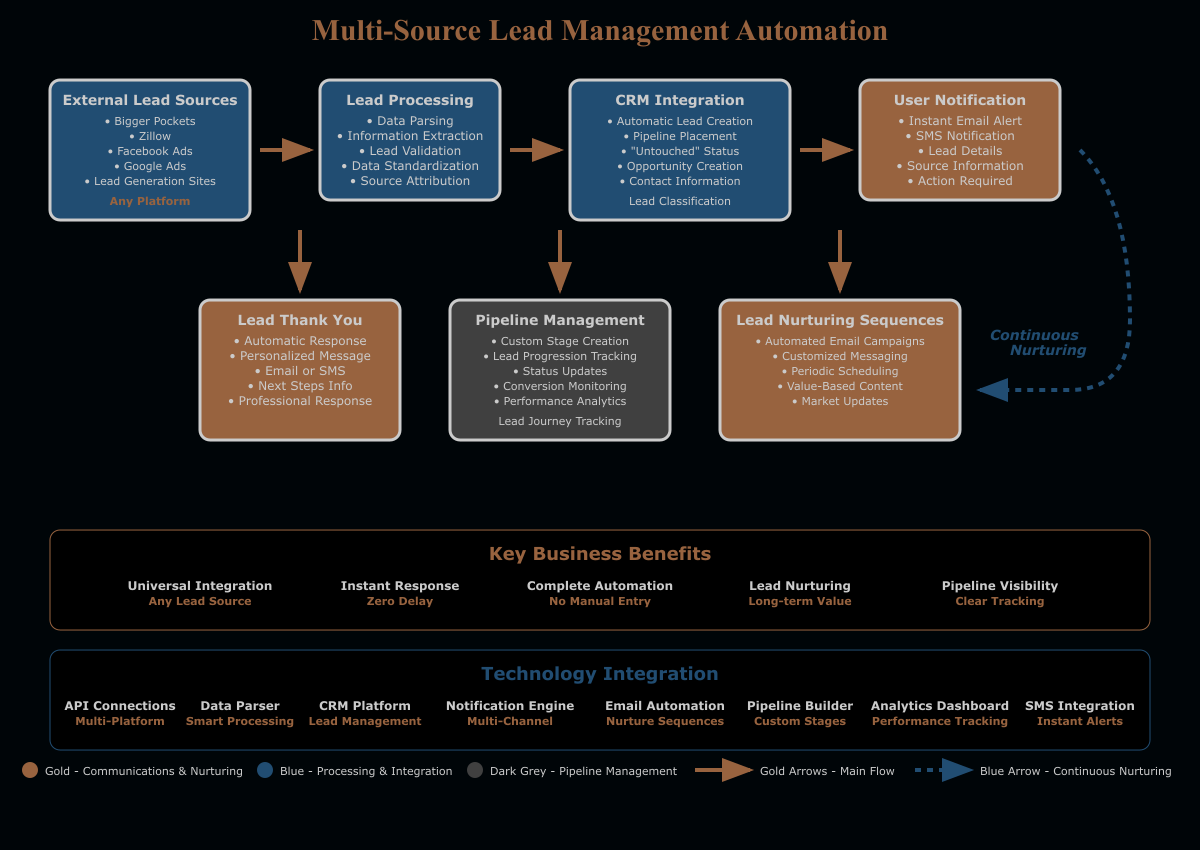 Multi-Source Lead Management Automation
External Lead Sources
• Bigger Pockets
• Zillow
• Facebook Ads
• Google Ads
• Lead Generation Sites
Any Platform
Lead Processing
• Data Parsing
• Information Extraction
• Lead Validation
• Data Standardization
• Source Attribution
CRM Integration
• Automatic Lead Creation
• Pipeline Placement
• "Untouched" Status
• Opportunity Creation
• Contact Information
Lead Classification
User Notification
• Instant Email Alert
• SMS Notification
• Lead Details
• Source Information
• Action Required
Lead Thank You
• Automatic Response
• Personalized Message
• Email or SMS
• Next Steps Info
• Professional Response
Pipeline Management
• Custom Stage Creation
• Lead Progression Tracking
• Status Updates
• Conversion Monitoring
• Performance Analytics
Lead Journey Tracking
Lead Nurturing Sequences
• Automated Email Campaigns
• Customized Messaging
• Periodic Scheduling
• Value-Based Content
• Market Updates
Continuous
Nurturing
Key Business Benefits
Universal Integration
Any Lead Source
Instant Response
Zero Delay
Complete Automation
No Manual Entry
Lead Nurturing
Long-term Value
Pipeline Visibility
Clear Tracking
Technology Integration
API Connections
Multi-Platform
Data Parser
Smart Processing
CRM Platform
Lead Management
Notification Engine
Multi-Channel
Email Automation
Nurture Sequences
Pipeline Builder
Custom Stages
Analytics Dashboard
Performance Tracking
SMS Integration
Instant Alerts
Gold - Communications & Nurturing
Blue - Processing & Integration
Dark Grey - Pipeline Management
Gold Arrows - Main Flow
Blue Arrow - Continuous Nurturing